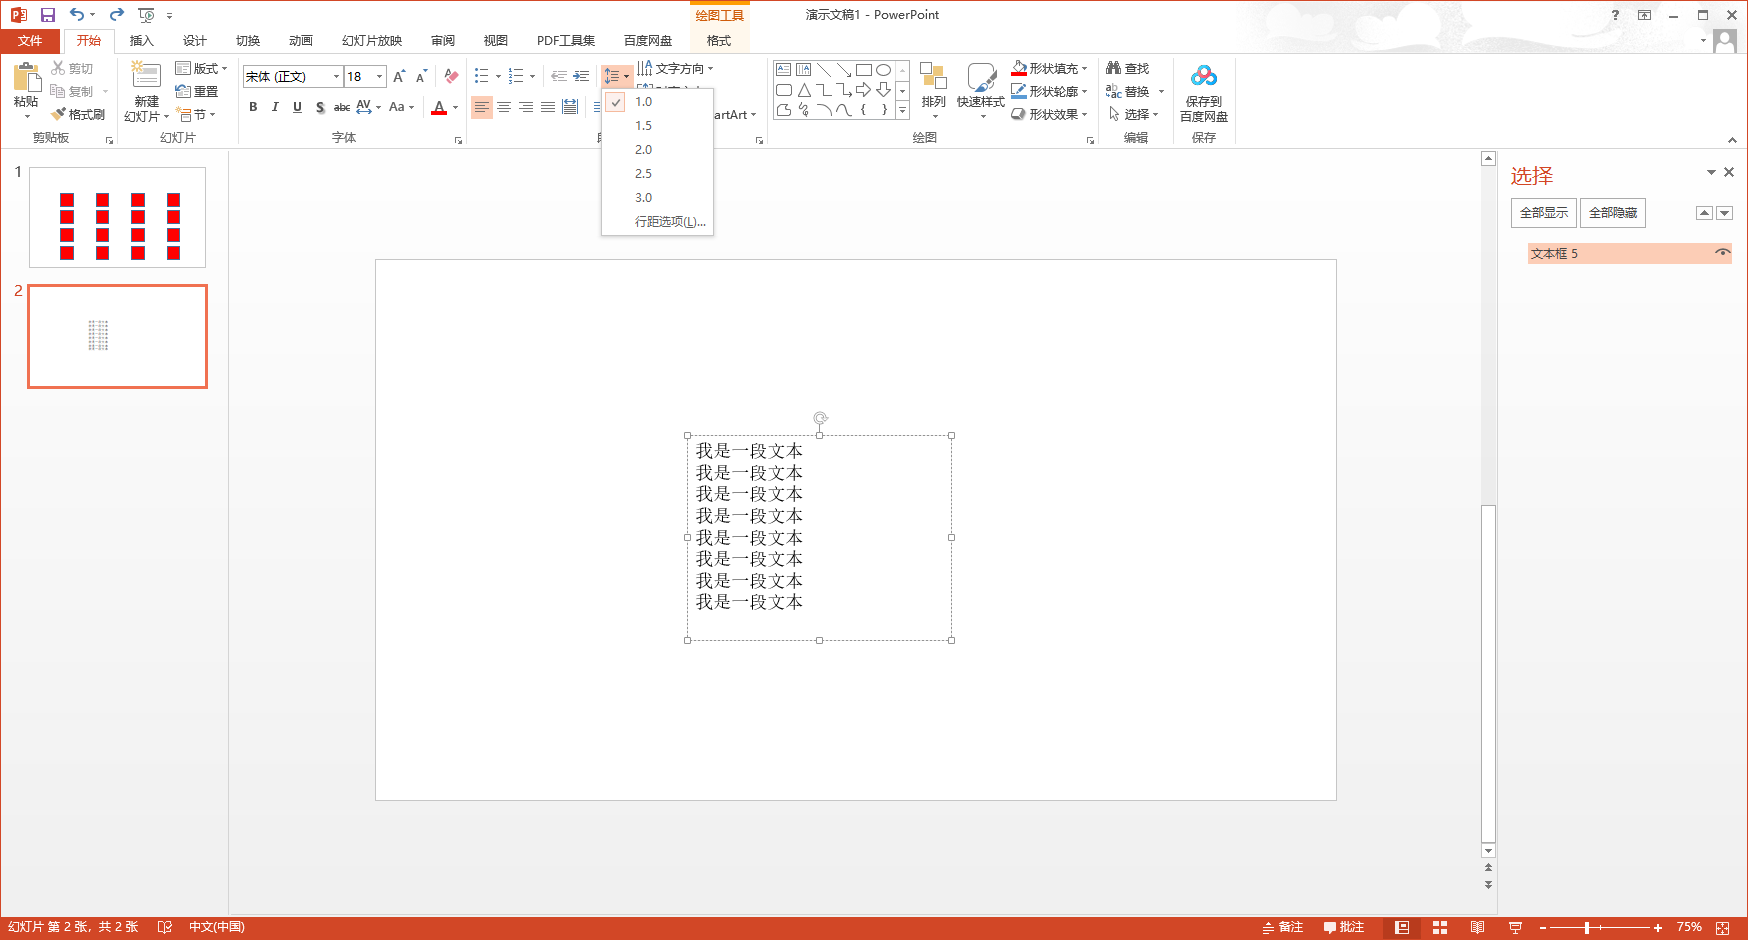 绘图工具
演示文稿1 - PowerPoint
文件 开始 插入 设计 切换 动画 幻灯片放映 审阅 视图 PDF工具集 百度网盘 格式
粘贴
剪切
复制
格式刷
剪贴板
新建
幻灯片
版式
重置
节
幻灯片
宋体 (正文) 18
B I U S abc AV Aa A
字体
文字方向
artArt
1.0
1.5
2.0
2.5
3.0
行距选项(L)...
排列
快速样式
形状填充
形状轮廓
形状效果
绘图
查找
替换
选择
编辑
保存到
百度网盘
保存
1
2
我是一段文本
我是一段文本
我是一段文本
我是一段文本
我是一段文本
我是一段文本
我是一段文本
我是一段文本
选择
全部显示 全部隐藏
文本框 5
幻灯片 第 2 张，共 2 张 中文(中国) 备注 批注 75%